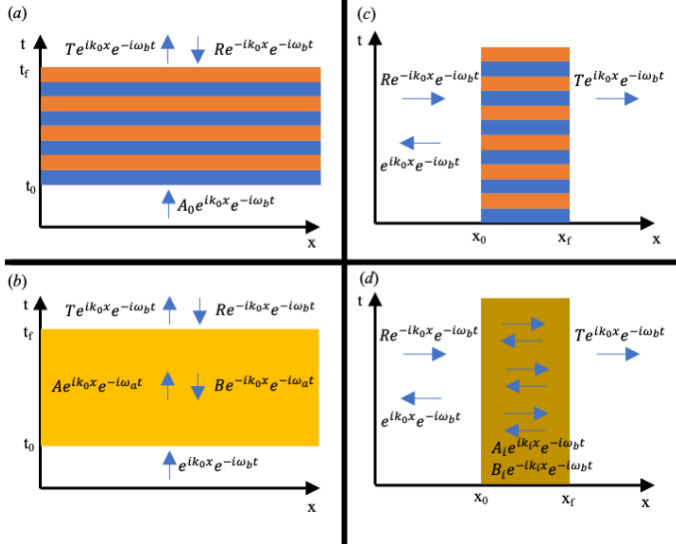 (a)
t
Te^{ik_0x}e^{-iω_bt}
Re^{-ik_0x}e^{-iω_bt}
t_f
t_0
A_0e^{ik_0x}e^{-iω_bt}
x
(c)
t
Re^{-ik_0x}e^{-iω_bt}
Te^{ik_0x}e^{-iω_bt}
e^{ik_0x}e^{-iω_bt}
x_0
x_f
x
(b)
t
Te^{ik_0x}e^{-iω_bt}
Re^{-ik_0x}e^{-iω_bt}
t_f
Ae^{ik_0x}e^{-iω_at}
Be^{-ik_0x}e^{-iω_at}
t_0
e^{ik_0x}e^{-iω_bt}
x
(d)
t
Re^{-ik_0x}e^{-iω_bt}
Te^{ik_0x}e^{-iω_bt}
e^{ik_0x}e^{-iω_bt}
A_ie^{ik_ix}e^{-iω_bt}
B_ie^{-ik_ix}e^{-iω_bt}
x_0
x_f
x